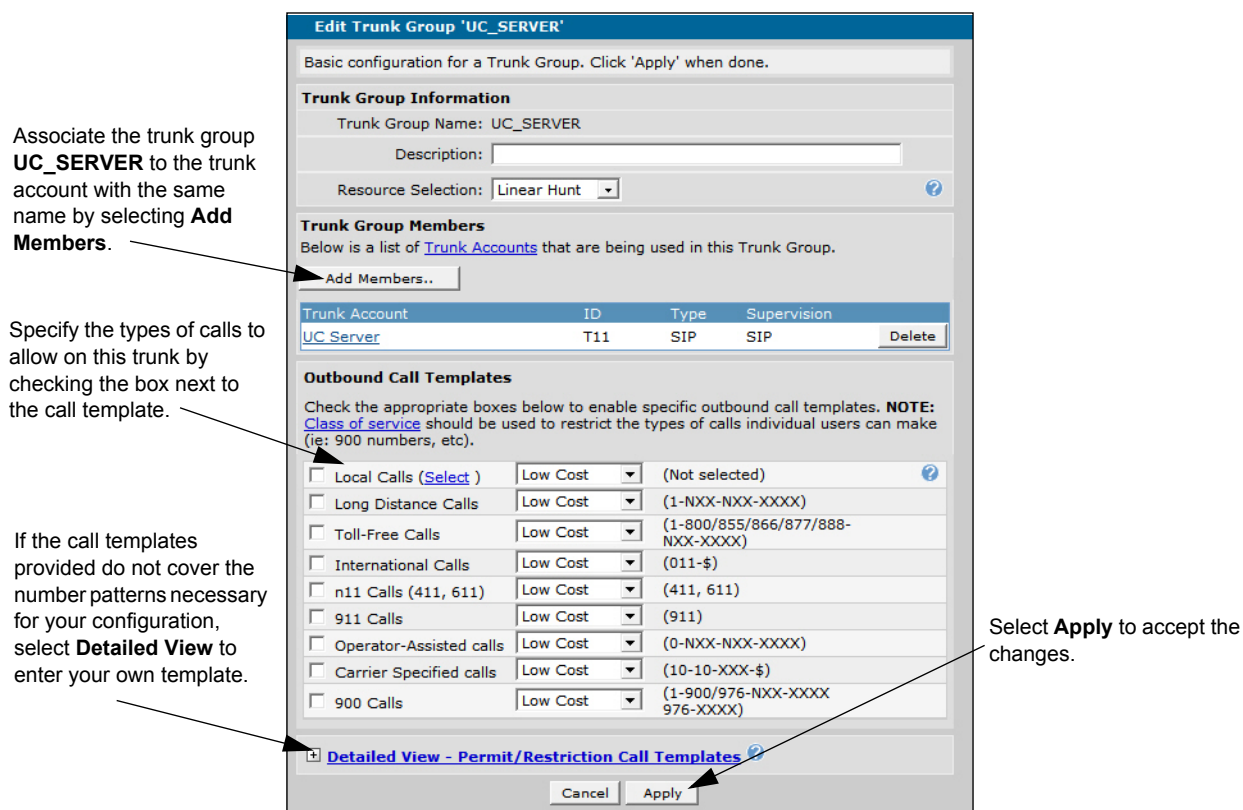 Edit Trunk Group 'UC_SERVER'
Basic configuration for a Trunk Group. Click 'Apply' when done.
Trunk Group Information
Trunk Group Name: UC_SERVER
Description:
Resource Selection: Linear Hunt
Associate the trunk group
UC_SERVER to the trunk
account with the same
name by selecting Add
Members.
Trunk Group Members
Below is a list of Trunk Accounts that are being used in this Trunk Group.
Add Members..
Trunk Account ID Type Supervision
UC Server T11 SIP SIP Delete
Specify the types of calls to
allow on this trunk by
checking the box next to
the call template.
Outbound Call Templates
Check the appropriate boxes below to enable specific outbound call templates. NOTE:
Class of service should be used to restrict the types of calls individual users can make
(ie: 900 numbers, etc).
Local Calls (Select ) Low Cost (Not selected)
Long Distance Calls Low Cost (1-NXX-NXX-XXXX)
Toll-Free Calls Low Cost (1-800/855/866/877/888-
NXX-XXXX)
International Calls Low Cost (011-$)
n11 Calls (411, 611) Low Cost (411, 611)
911 Calls Low Cost (911)
Operator-Assisted calls Low Cost (0-NXX-NXX-XXXX)
Carrier Specified calls Low Cost (10-10-XXX-$)
900 Calls Low Cost (1-900/976-NXX-XXXX
976-XXXX)
If the call templates
provided do not cover the
number patterns necessary
for your configuration,
select Detailed View to
enter your own template.
Select Apply to accept the
changes.
+ Detailed View - Permit/Restriction Call Templates ?
Cancel Apply